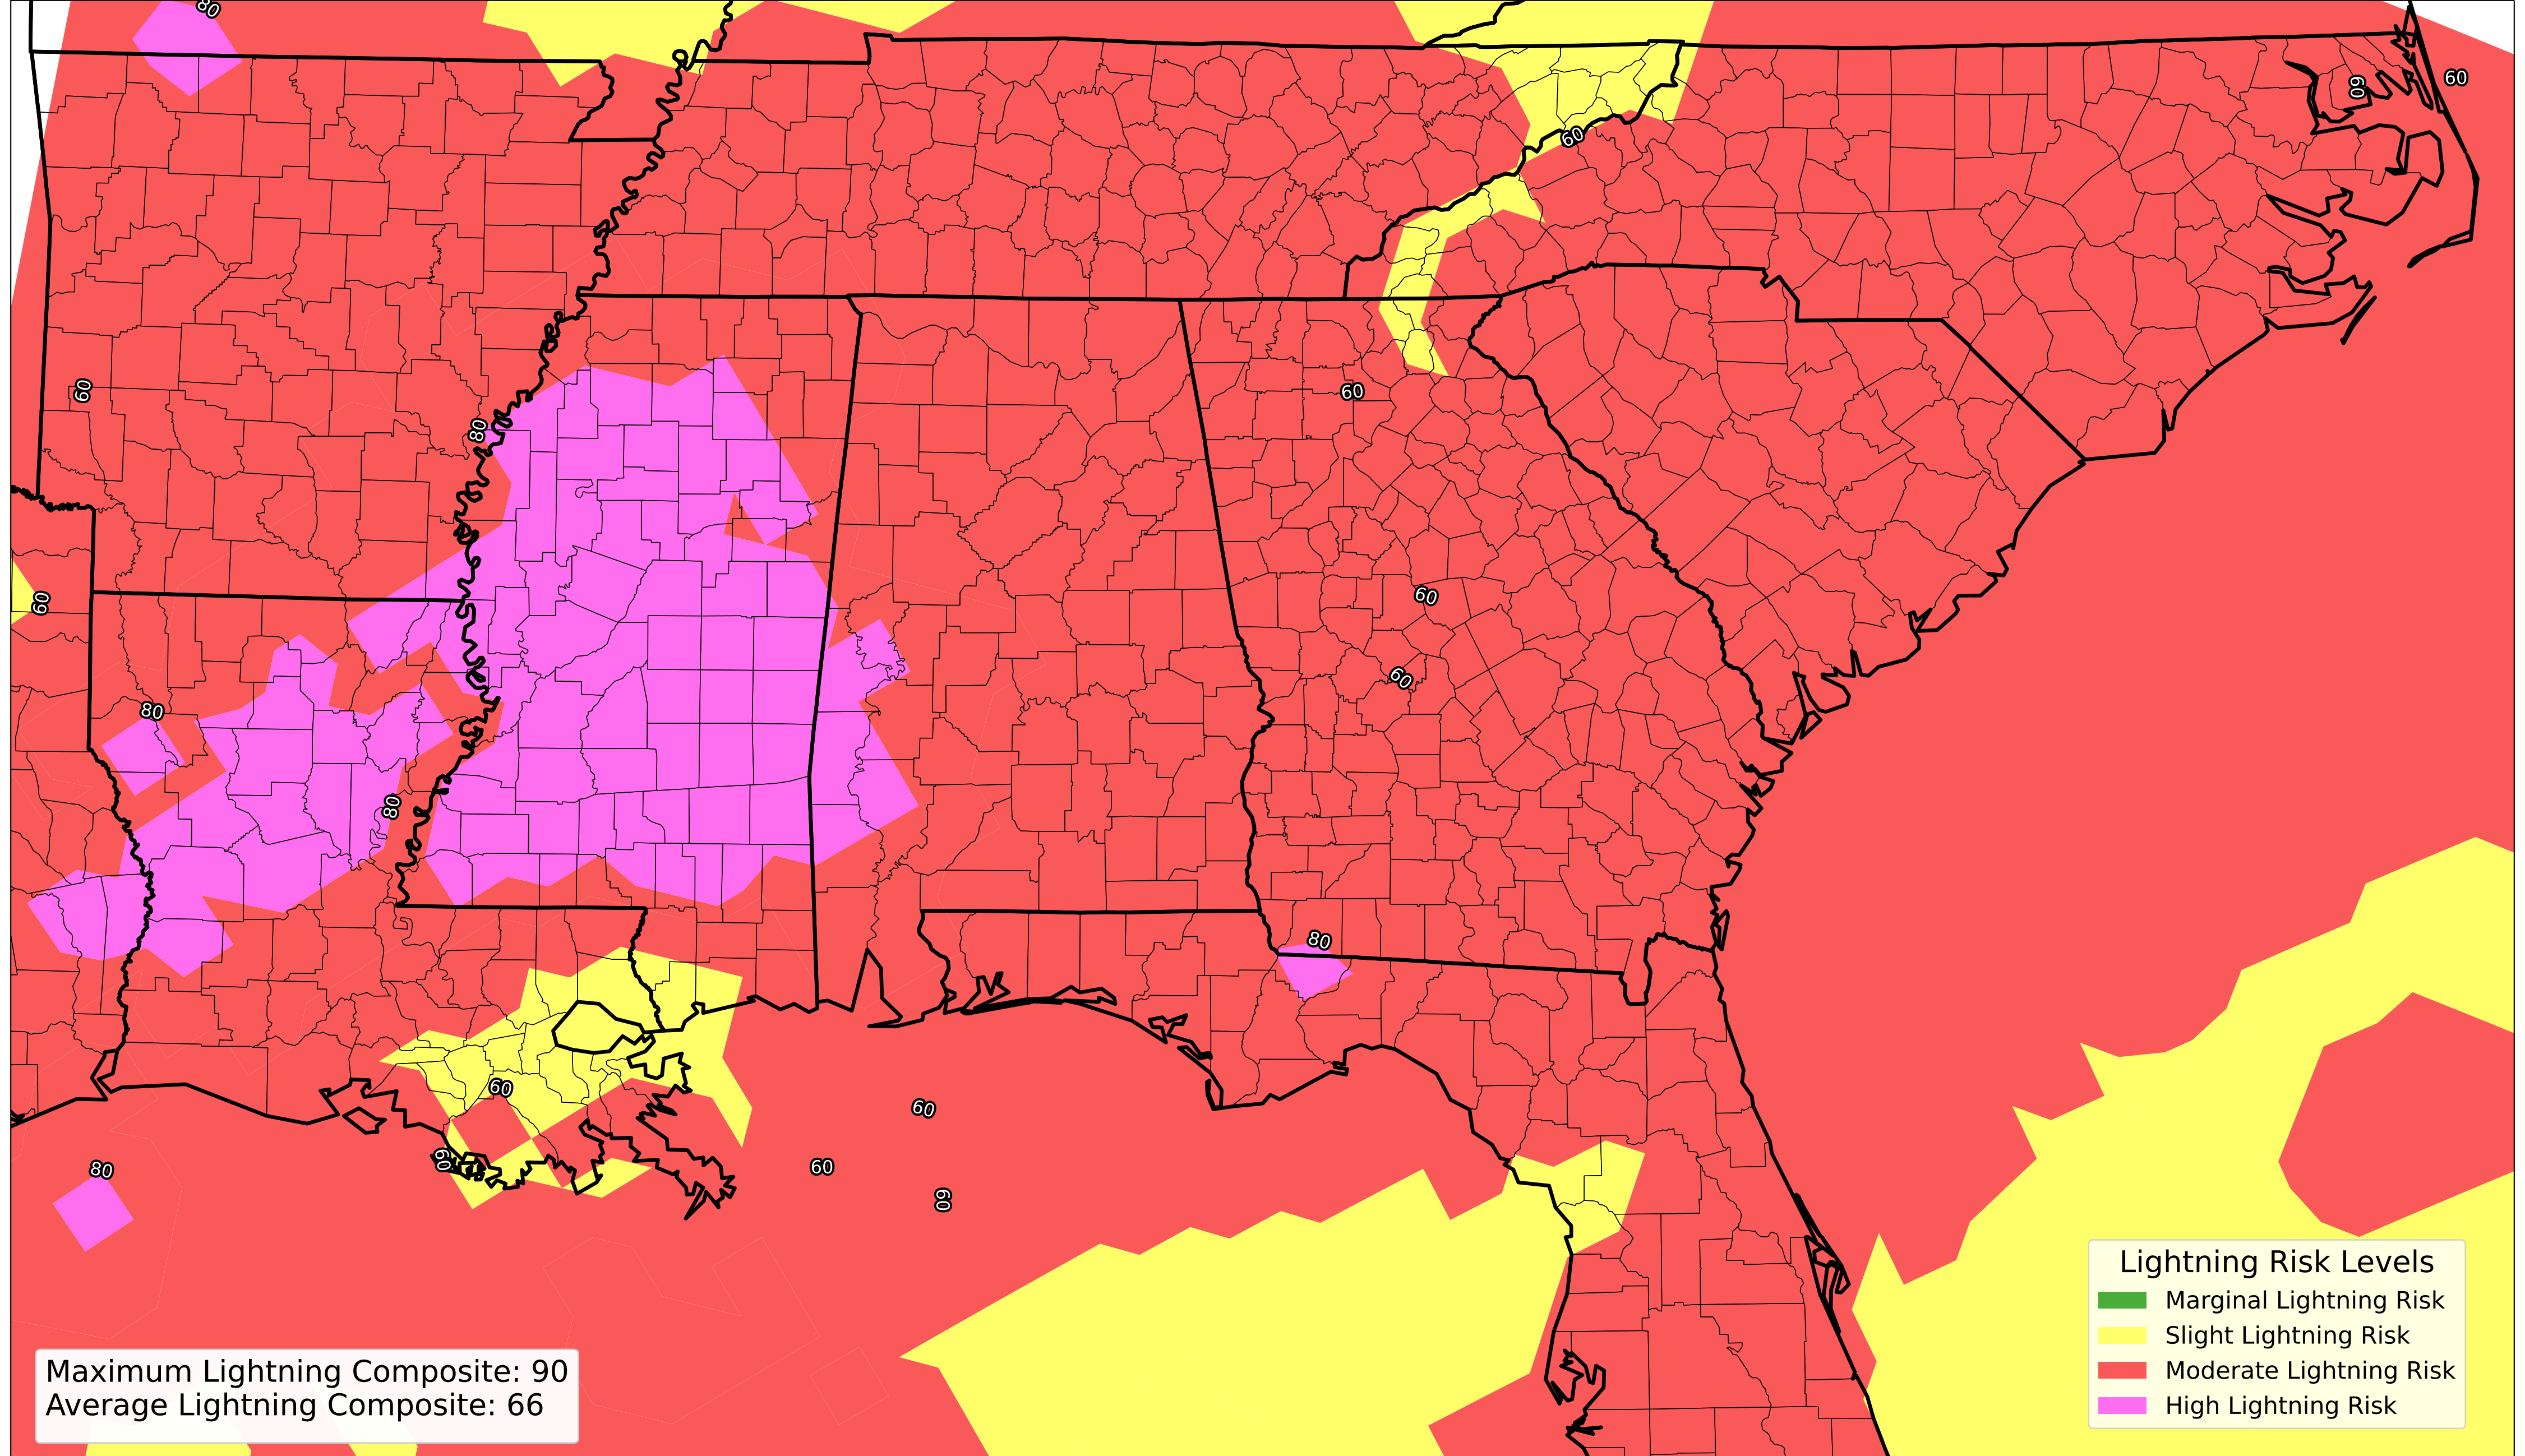 80
60
60
60
60
80
60
60
60
80
80
80
60
60
60
60
80
60
Lightning Risk Levels
Marginal Lightning Risk
Slight Lightning Risk
Moderate Lightning Risk
High Lightning Risk
Maximum Lightning Composite: 90
Average Lightning Composite: 66